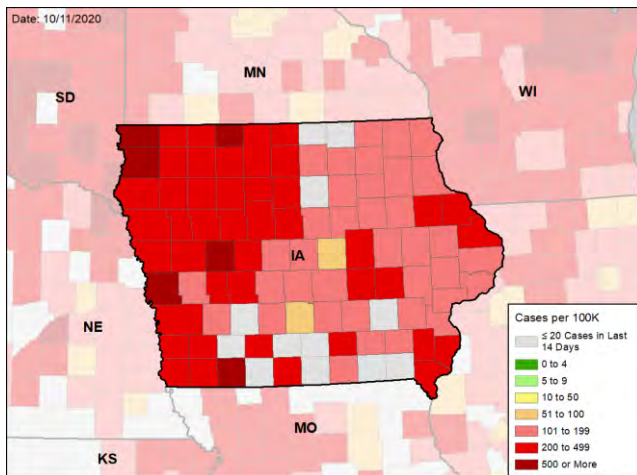 Date: 10/11/2020
MN
SD
WI
IA
NE
MO
KS
Cases per 100K
≤ 20 Cases in Last
14 Days
0 to 4
5 to 9
10 to 50
51 to 100
101 to 199
200 to 499
500 or More